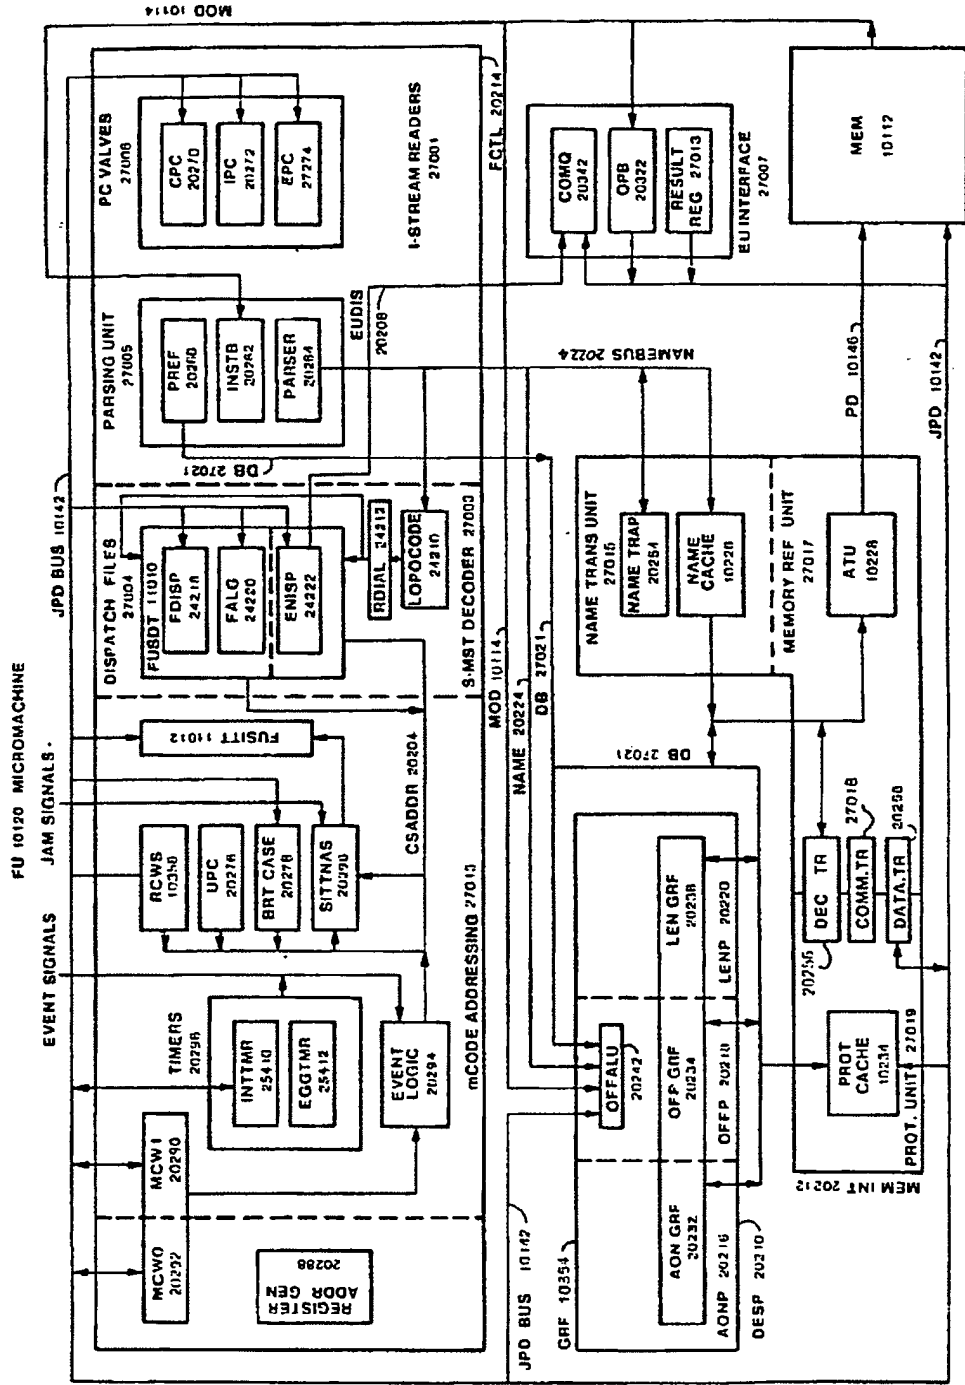 FU 10120 MICROMACHINE
EVENT SIGNALS
JAM SIGNALS.
JPD BUS 10142
MOD 10114
MCW0
20292
MCW1
20290
REGISTER
ADDR GEN
20288
TIMERS
20296
INTTMR
25410
EGGTMR
25412
EVENT
LOGIC
20294
RCWS
10358
UPC
20276
BRT CASE
20278
SITTNAS
FUSITT 11012
CSADDR 20204
mCODE ADDRESSING 27013
DISPATCH FILES
27004
FUSDT 11010
FDISP
24218
FALG
24220
ENISP
24222
RDIAL 24212
LOPOCODE
24210
S-MST DECODER 27003
DB 27021
PARSING UNIT
27005
PREF
20260
INSTB
20262
PARSER
20264
EUDIS
20206
PC VALVES
27006
CPC
20270
IPC
20272
EPC
27274
I-STREAM READERS
27001
FCTL 20214
JPD BUS 10142
MOD 10114
NAME 20224
DB 27021
NAMEBUS 20224
EU INTERFACE
27007
COMQ
20342
OPB
20322
RESULT
REG 27013
MEM
10112
GRF 10354
OFFALU
20242
AON GRF
20232
OFF GRF
20234
LEN GRF
20236
AONP 20216
OFFP 20218
LENP 20220
DESP 20210
DB 27021
NAME TRANS UNIT
27015
NAME TRAP
20254
NAME
CACHE
10226
MEMORY REF UNIT
27017
ATU
10228
PD 10146
JPD 10142
DEC TR
20256
COMM.TR
27018
DATA.TR
20258
PROT
CACHE
10234
PROT. UNIT 27019
MEM INT 20212